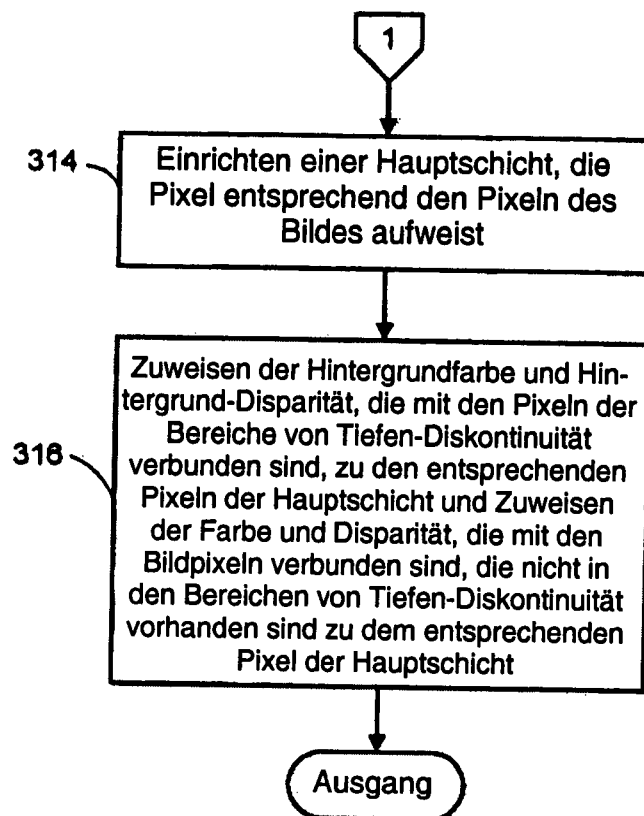 1
314
Einrichten einer Hauptschicht, die
Pixel entsprechend den Pixeln des
Bildes aufweist
316
Zuweisen der Hintergrundfarbe und Hin-
tergrund-Disparität, die mit den Pixeln der
Bereiche von Tiefen-Diskontinuität
verbunden sind, zu den entsprechenden
Pixeln der Hauptschicht und Zuweisen
der Farbe und Disparität, die mit den
Bildpixeln verbunden sind, die nicht in
den Bereichen von Tiefen-Diskontinuität
vorhanden sind zu dem entsprechenden
Pixel der Hauptschicht
Ausgang